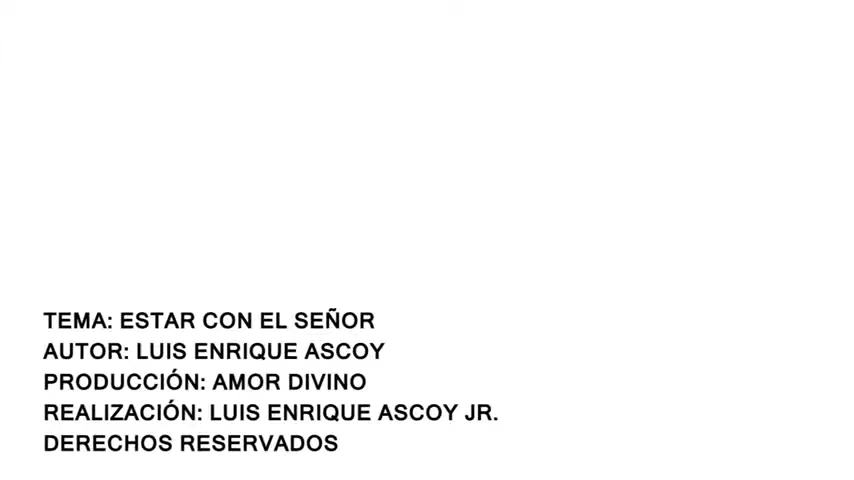 TEMA: ESTAR CON EL SEÑOR
AUTOR: LUIS ENRIQUE ASCOY
PRODUCCIÓN: AMOR DIVINO
REALIZACIÓN: LUIS ENRIQUE ASCOY JR.
DERECHOS RESERVADOS